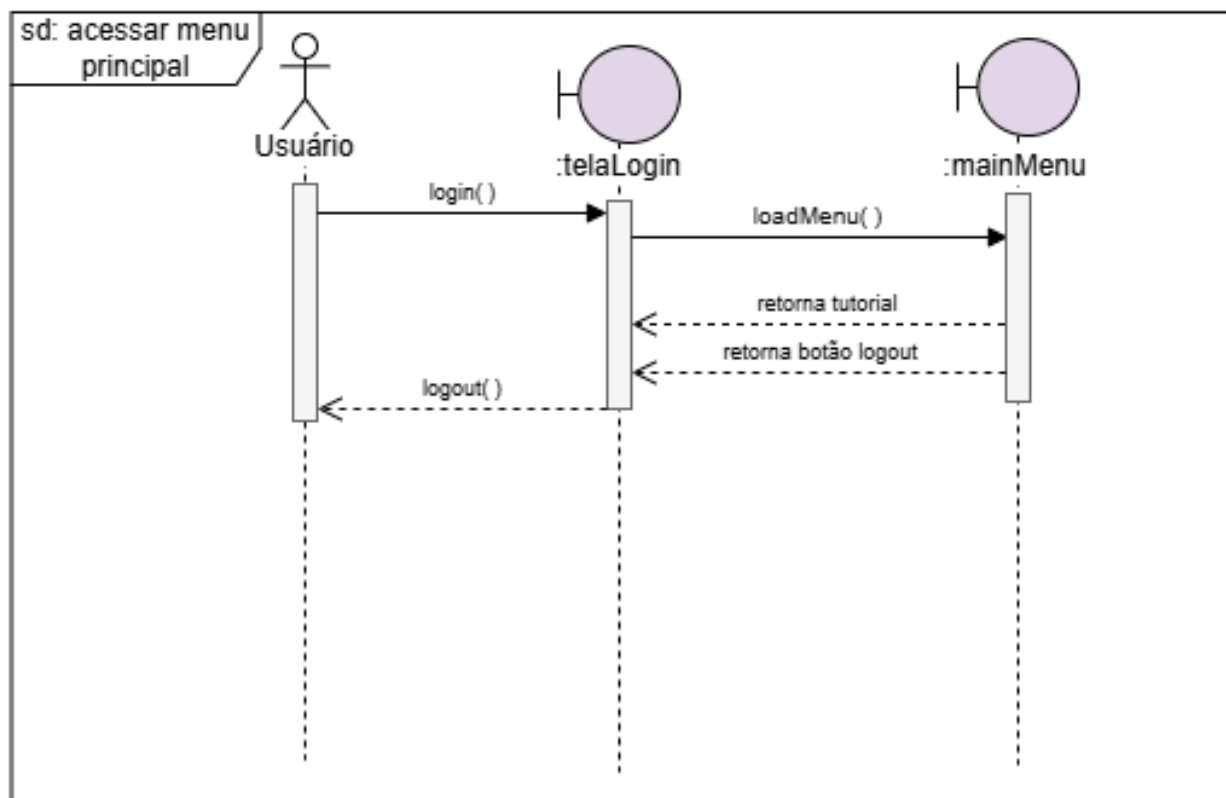 sd: acessar menu
principal
Usuário
:telaLogin
:mainMenu
login( )
loadMenu( )
retorna tutorial
retorna botão logout
logout( )